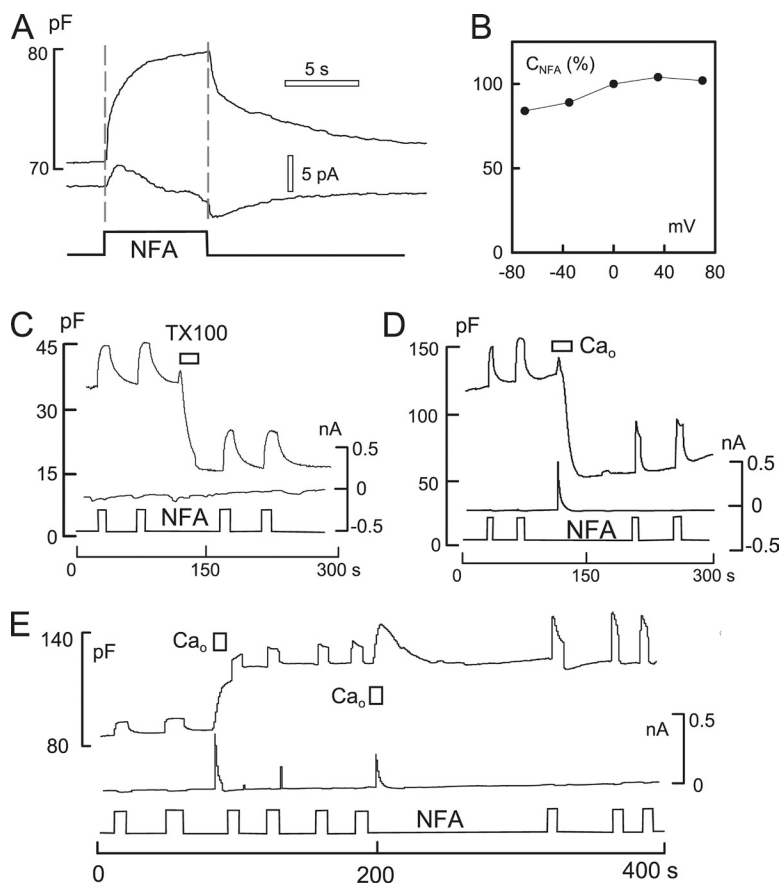 A
pF
80
70
5 s
5 pA
NFA
B
C_NFA (%)
100
50
0
mV
-80 -40 0 40 80
C
pF
TX100
45
30
15
0
nA
0.5
0
-0.5
NFA
0 150 300 s
D
pF
Ca_o
150
100
50
0
nA
0.5
0
-0.5
NFA
0 150 300 s
E
140
pF
80
Ca_o
Ca_o
nA
0.5
0
NFA
0 200 400 s